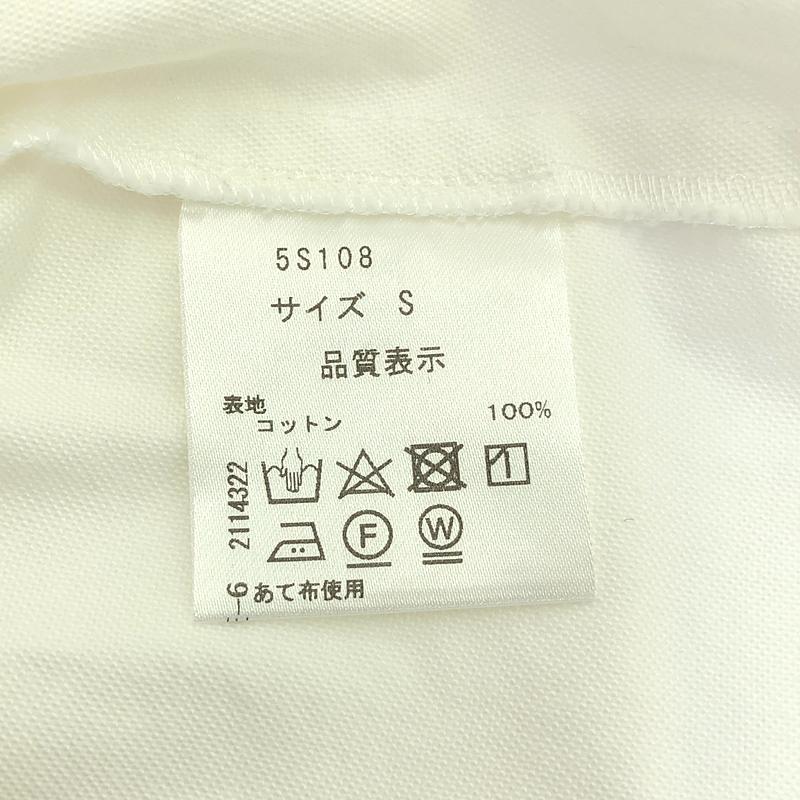 5S108
サイズ S
品質表示
表地
コットン 100%
F W
あて布使用
2114322